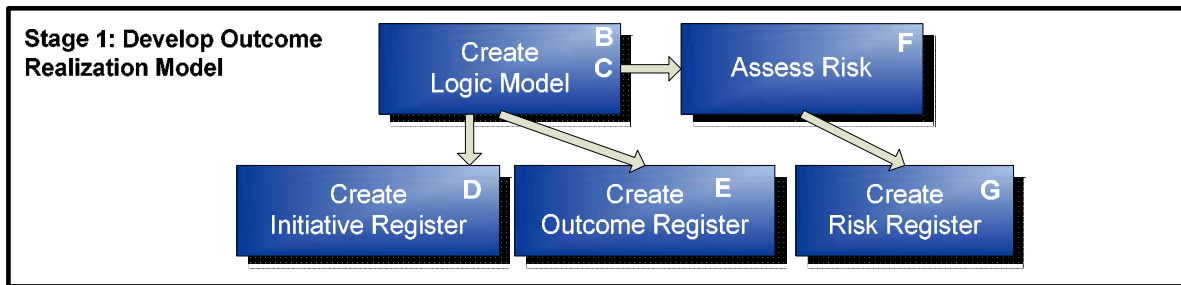 Stage 1: Develop Outcome
Realization Model
B
Create
C
Logic Model
F
Assess Risk
D
Create
Initiative Register
E
Create
Outcome Register
G
Create
Risk Register